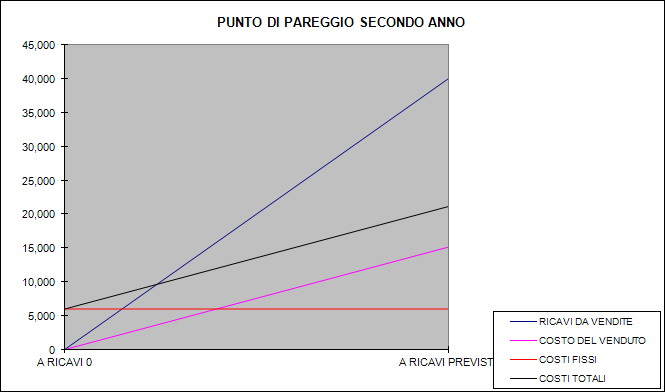 PUNTO DI PAREGGIO SECONDO ANNO
45,000
40,000
35,000
30,000
25,000
20,000
15,000
10,000
5,000
0
A RICAVI 0
A RICAVI PREVIST
RICAVI DA VENDITE
COSTO DEL VENDUTO
COSTI FISSI
COSTI TOTALI